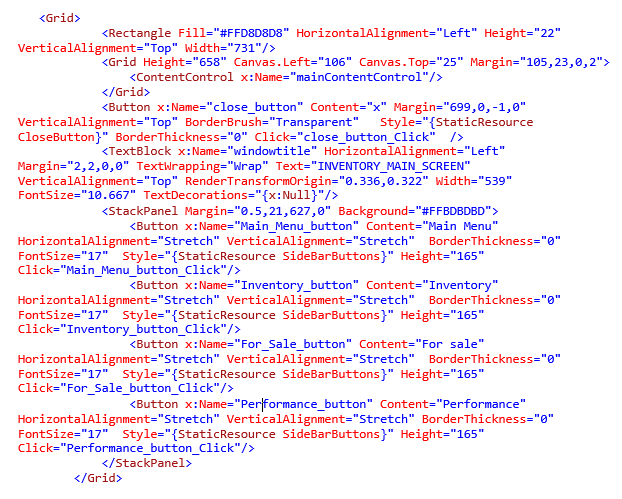 <Grid>
<Rectangle Fill="#FFD8D8D8" HorizontalAlignment="Left" Height="22"
VerticalAlignment="Top" Width="731"/>
<Grid Height="658" Canvas.Left="106" Canvas.Top="25" Margin="105,23,0,2">
<ContentControl x:Name="mainContentControl"/>
</Grid>
<Button x:Name="close_button" Content="x" Margin="699,0,-1,0"
VerticalAlignment="Top" BorderBrush="Transparent" Style="{StaticResource
CloseButton}" BorderThickness="0" Click="close_button_Click" />
<TextBlock x:Name="windowtitle" HorizontalAlignment="Left"
Margin="2,2,0,0" TextWrapping="Wrap" Text="INVENTORY_MAIN_SCREEN"
VerticalAlignment="Top" RenderTransformOrigin="0.336,0.322" Width="539"
FontSize="10.667" TextDecorations="{x:Null}"/>
<StackPanel Margin="0.5,21,627,0" Background="#FFBDBDBD">
<Button x:Name="Main_Menu_button" Content="Main Menu"
HorizontalAlignment="Stretch" VerticalAlignment="Stretch" BorderThickness="0"
FontSize="17" Style="{StaticResource SideBarButtons}" Height="165"
Click="Main_Menu_button_Click"/>
<Button x:Name="Inventory_button" Content="Inventory"
HorizontalAlignment="Stretch" VerticalAlignment="Stretch" BorderThickness="0"
FontSize="17" Style="{StaticResource SideBarButtons}" Height="165"
Click="Inventory_button_Click"/>
<Button x:Name="For_Sale_button" Content="For sale"
HorizontalAlignment="Stretch" VerticalAlignment="Stretch" BorderThickness="0"
FontSize="17" Style="{StaticResource SideBarButtons}" Height="165"
Click="For_Sale_button_Click"/>
<Button x:Name="Performance_button" Content="Performance"
HorizontalAlignment="Stretch" VerticalAlignment="Stretch" BorderThickness="0"
FontSize="17" Style="{StaticResource SideBarButtons}" Height="165"
Click="Performance_button_Click"/>
</StackPanel>
</Grid>